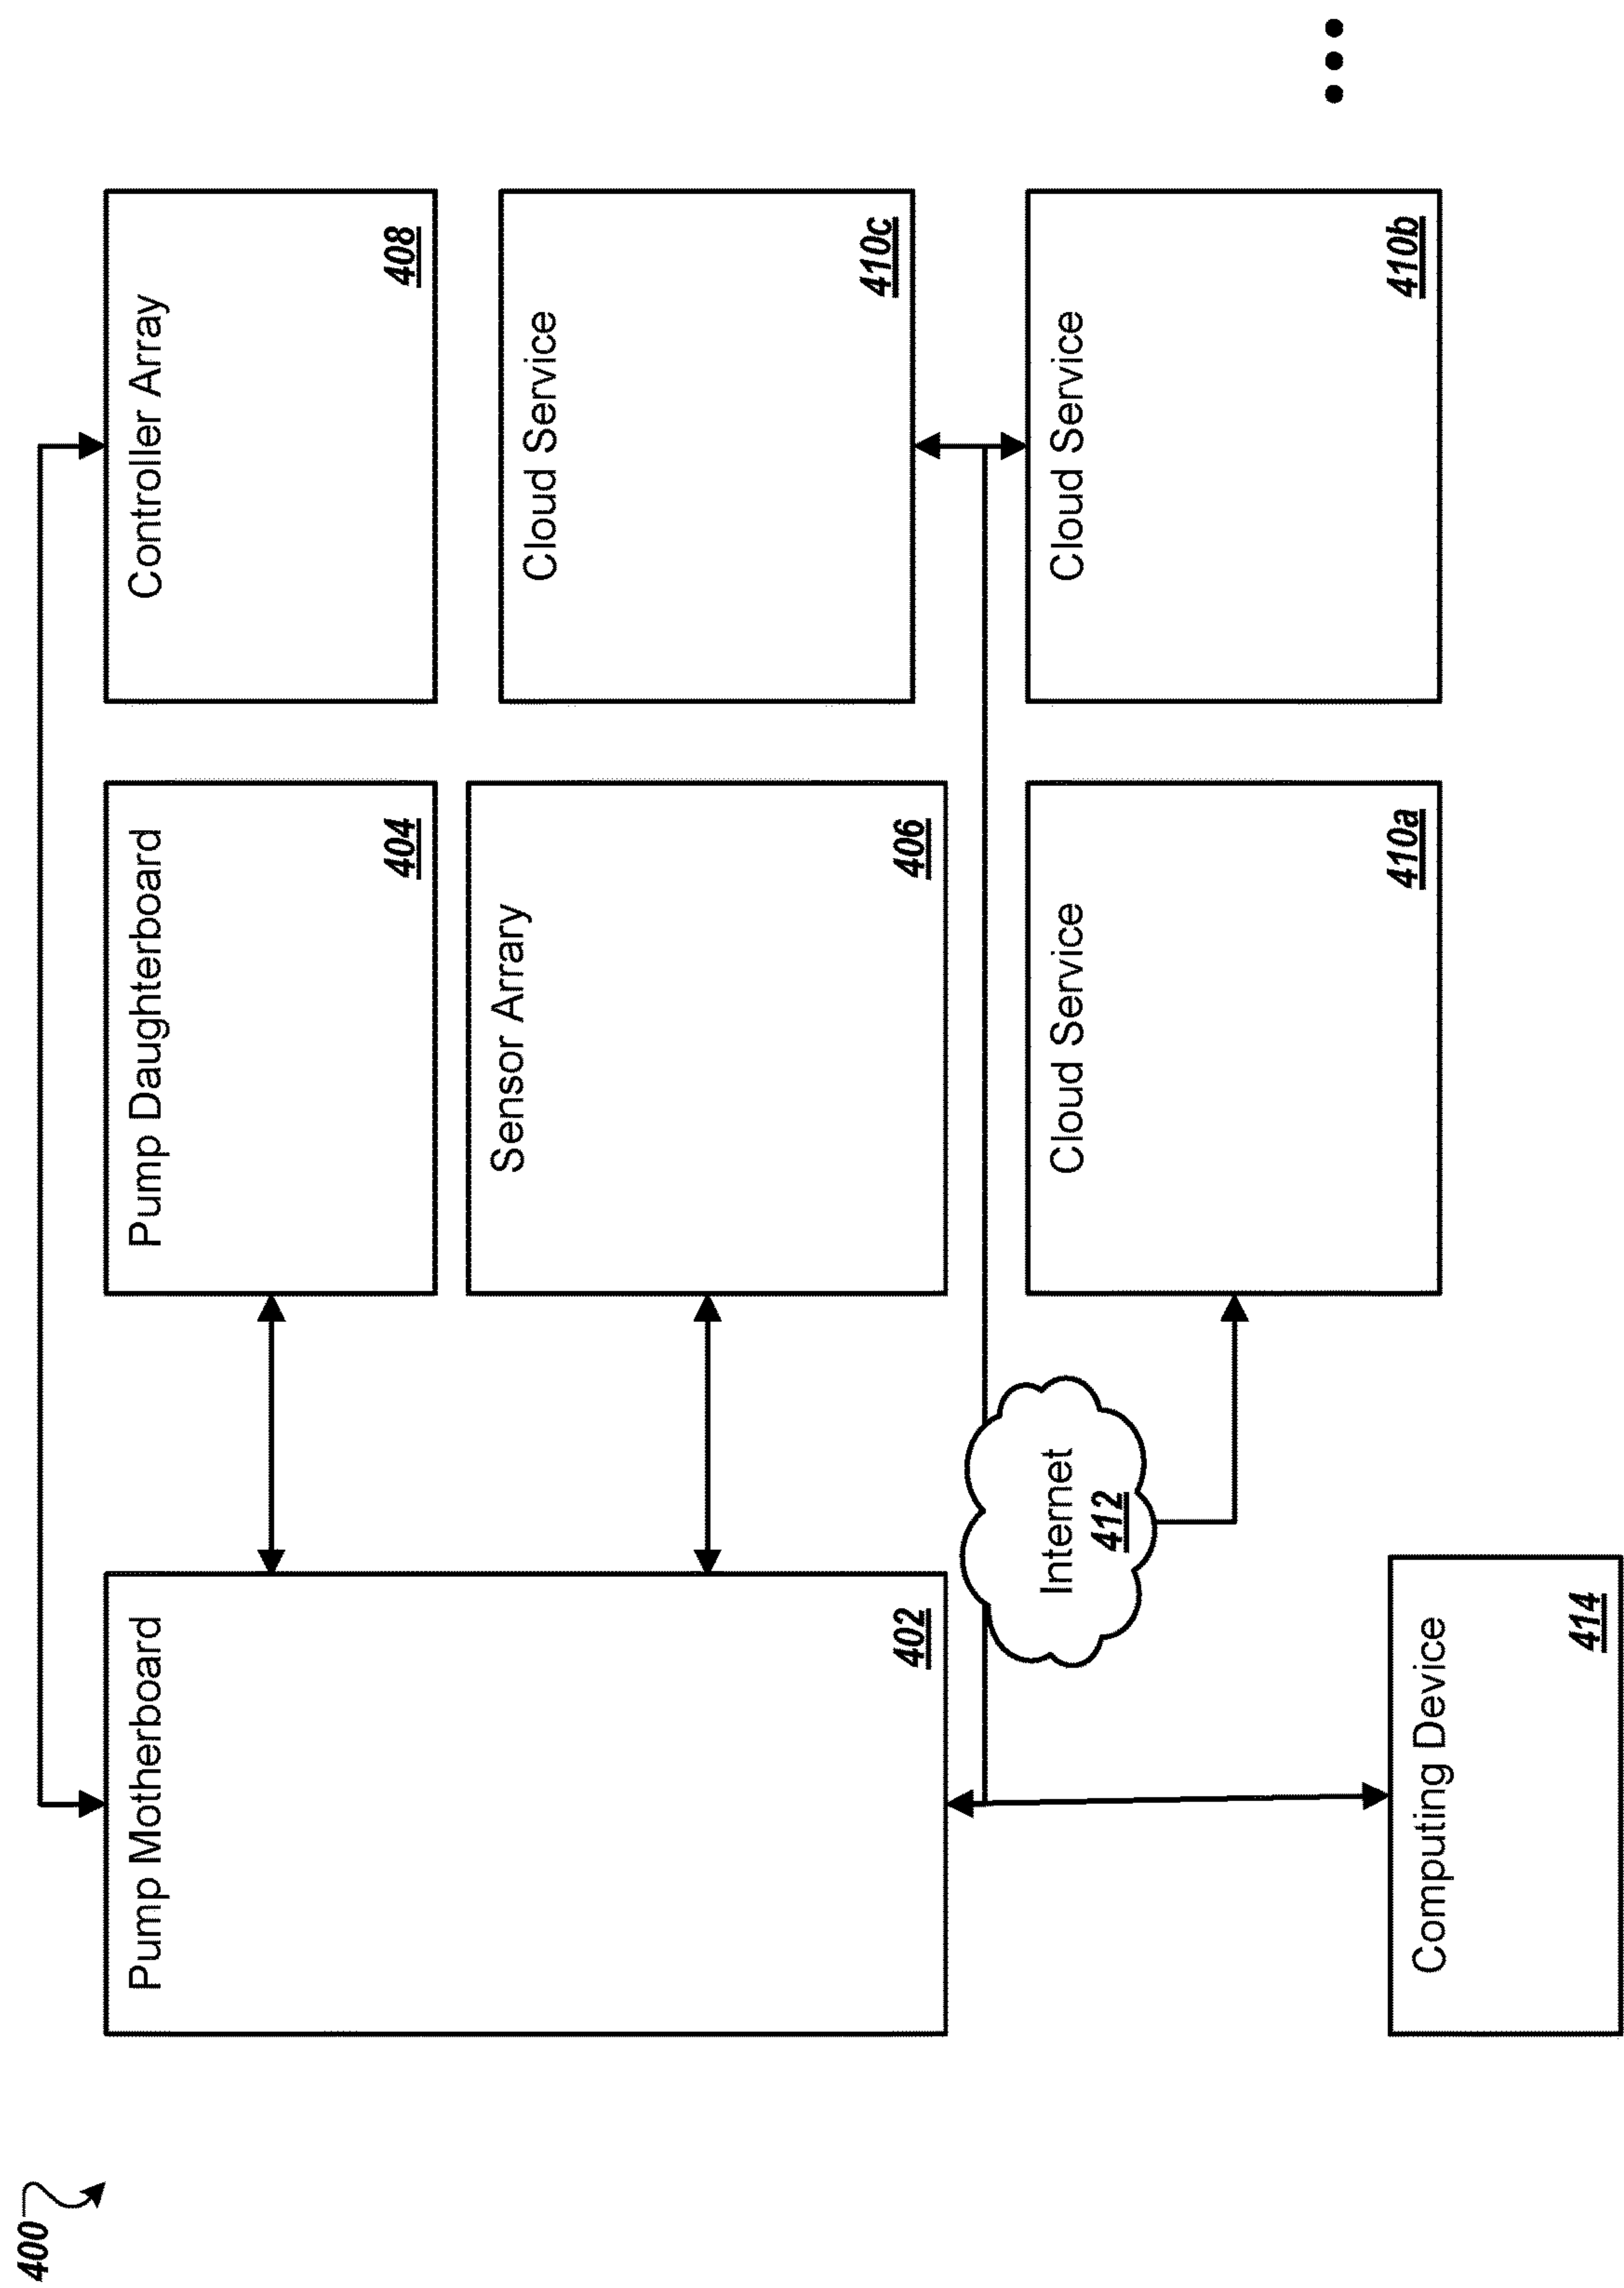 400
Pump Motherboard
402
Pump Daughterboard
404
Controller Array
408
Sensor Arrary
406
Cloud Service
410c
Internet
412
Cloud Service
410a
Cloud Service
410b
Computing Device
414